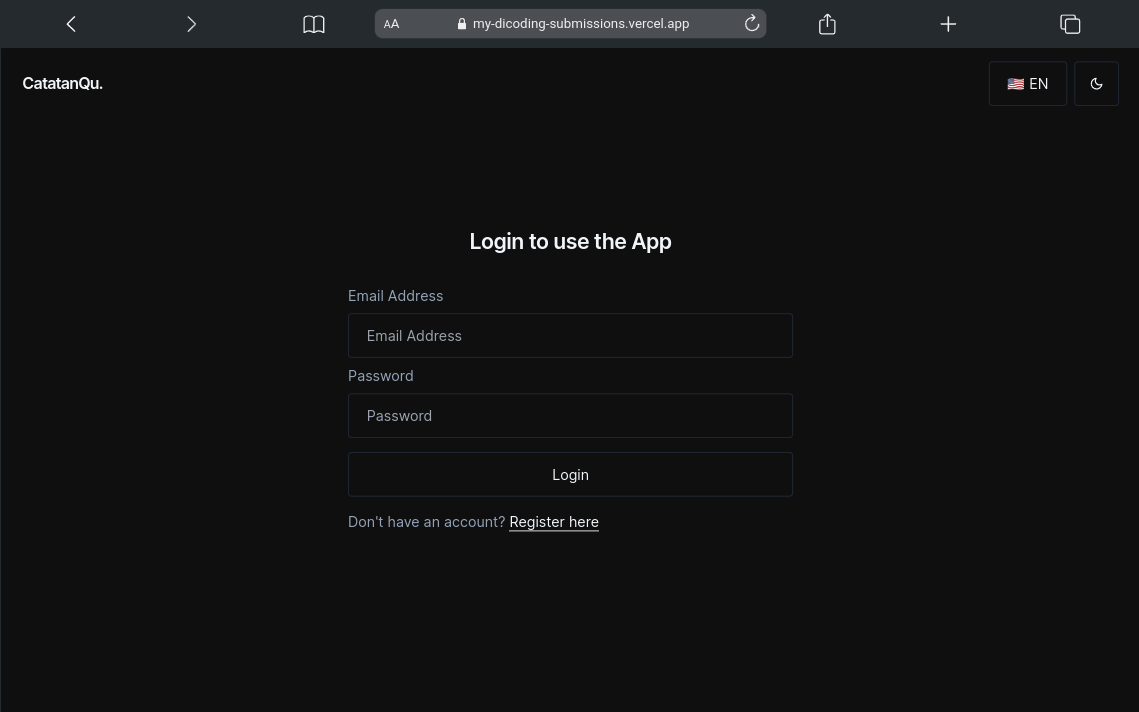 AA my-dicoding-submissions.vercel.app
CatatanQu.
🇺🇸 EN
Login to use the App
Email Address
Email Address
Password
Password
Login
Don't have an account? Register here